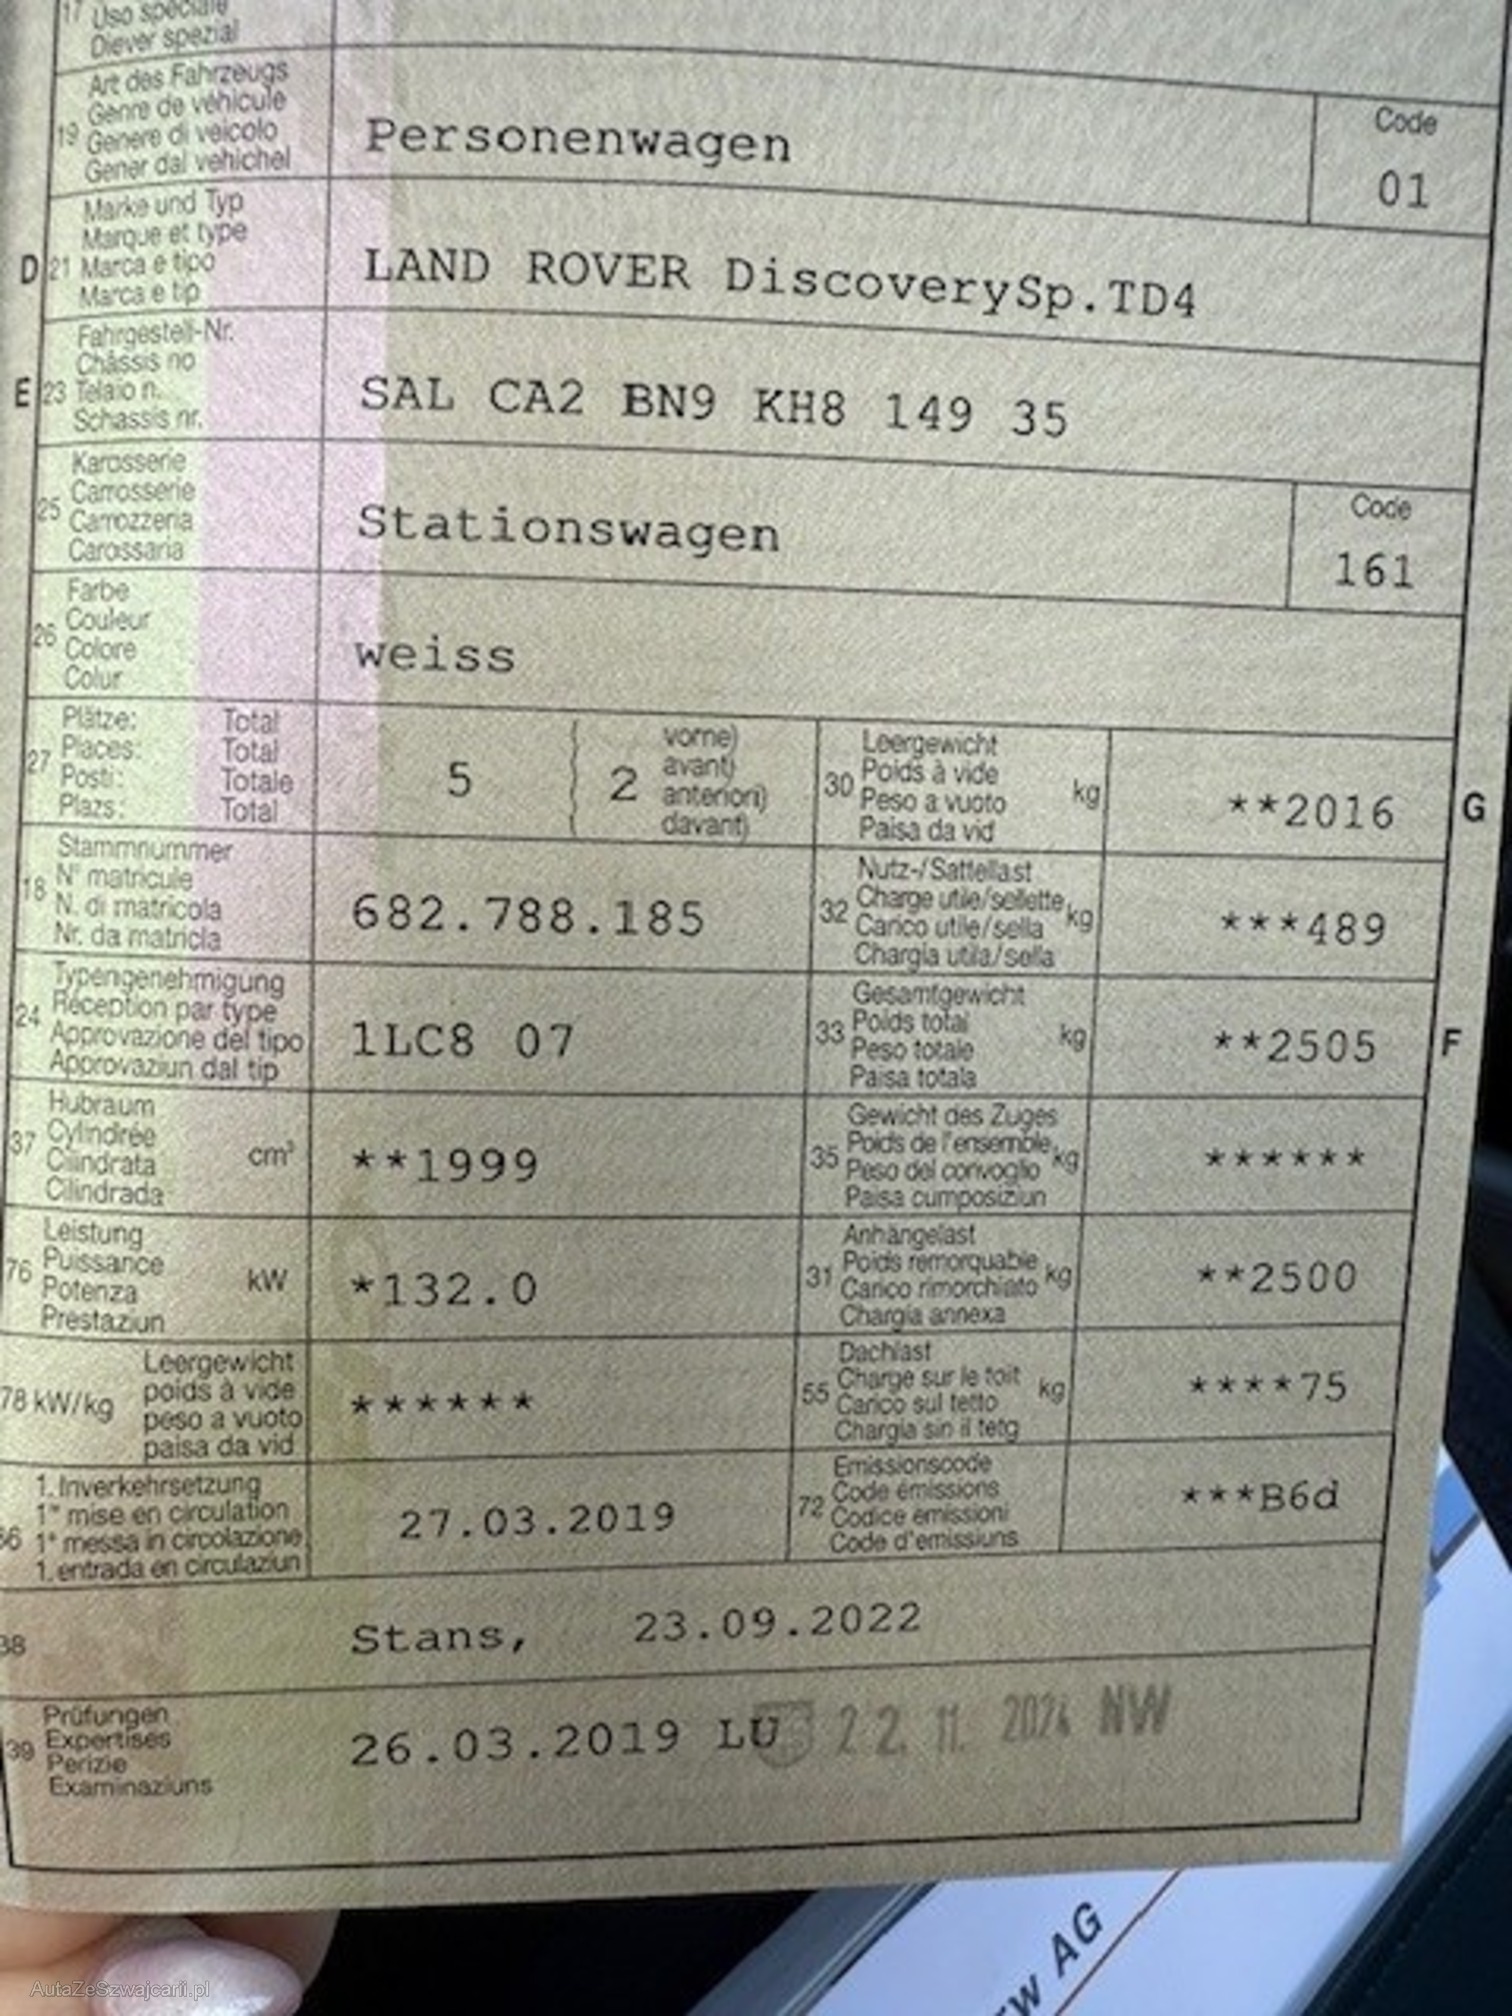 17 Uso speciale
Diever spezial
Art des Fahrzeugs
Genre de véhicule
19 Genere di veicolo
Gener dal vehichel
Personenwagen
Code
01
Marke und Typ
Marque et type
D 21 Marca e tipo
Marca e tip
LAND ROVER DiscoverySp.TD4
Fahrgestell-Nr.
Châssis no
E 23 Telaio n.
Schassis nr.
SAL CA2 BN9 KH8 149 35
Karosserie
Carrosserie
25 Carrozzeria
Carossaria
Stationswagen
Code
161
Farbe
Couleur
26 Colore
Colur
weiss
Plätze: Total
27 Places: Total
Posti: Totale
Plazs: Total
5 2
vorne)
avant)
anteriori)
davant)
Leergewicht
30 Poids à vide kg
Peso a vuoto
Paisa da vid
**2016 G
Stammnummer
18 N° matricule
N. di matricola
Nr. da matricla
682.788.185
Nutz-/Sattellast
32 Charge utile/sellette kg
Carico utile/sella
Chargia utila/sella
***489
Typengenehmigung
24 Réception par type
Approvazione del tipo
Approvaziun dal tip
1LC8 07
Gesamtgewicht
33 Poids total kg
Peso totale
Paisa totala
**2505 F
Hubraum
37 Cylindrée cm³
Cilindrata
Cilindrada
**1999
Gewicht des Zuges
35 Poids de l'ensemble kg
Peso del convoglio
Paisa cumposiziun
******
Leistung
76 Puissance kW
Potenza
Prestaziun
*132.0
Anhängelast
31 Poids remorquable kg
Carico rimorchiato
Chargia annexa
**2500
Leergewicht
78 kW/kg poids à vide
peso a vuoto
paisa da vid
******
Dachlast
55 Charge sur le toit kg
Carico sul tetto
Chargia sin il tetg
****75
1. Inverkehrsetzung
1re mise en circulation
36 1a messa in circolazione
1. entrada en circulaziun
27.03.2019
Emissionscode
72 Code émissions
Codice emissioni
Code d'emissiuns
***B6d
38 Stans, 23.09.2022
Prüfungen
39 Expertises
Perizie
Examinaziuns
26.03.2019 LU 22. 11. 2024 NW
AutaZeSzwajcarii.pl
w AG